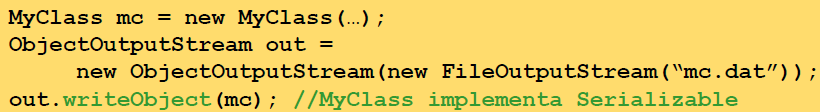 MyClass mc = new MyClass(…);
ObjectOutputStream out =
new ObjectOutputStream(new FileOutputStream(“mc.dat”));
out.writeObject(mc); //MyClass implementa Serializable